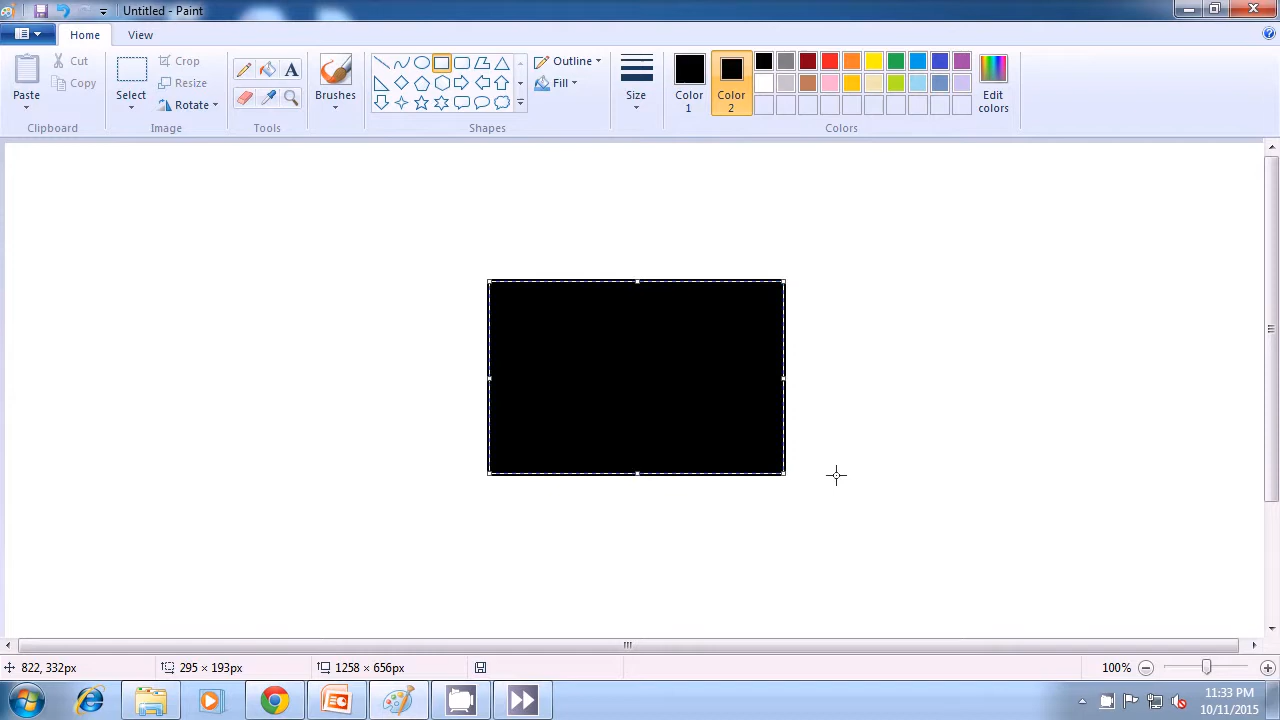 Untitled - Paint
Home View
Paste
Cut
Copy
Clipboard
Select
Crop
Resize
Rotate
Image
A
Tools
Brushes
Outline
Fill
Shapes
Size
Color 1
Color 2
Edit colors
Colors
822, 332px
295 × 193px
1258 × 656px
100%
11:33 PM
10/11/2015